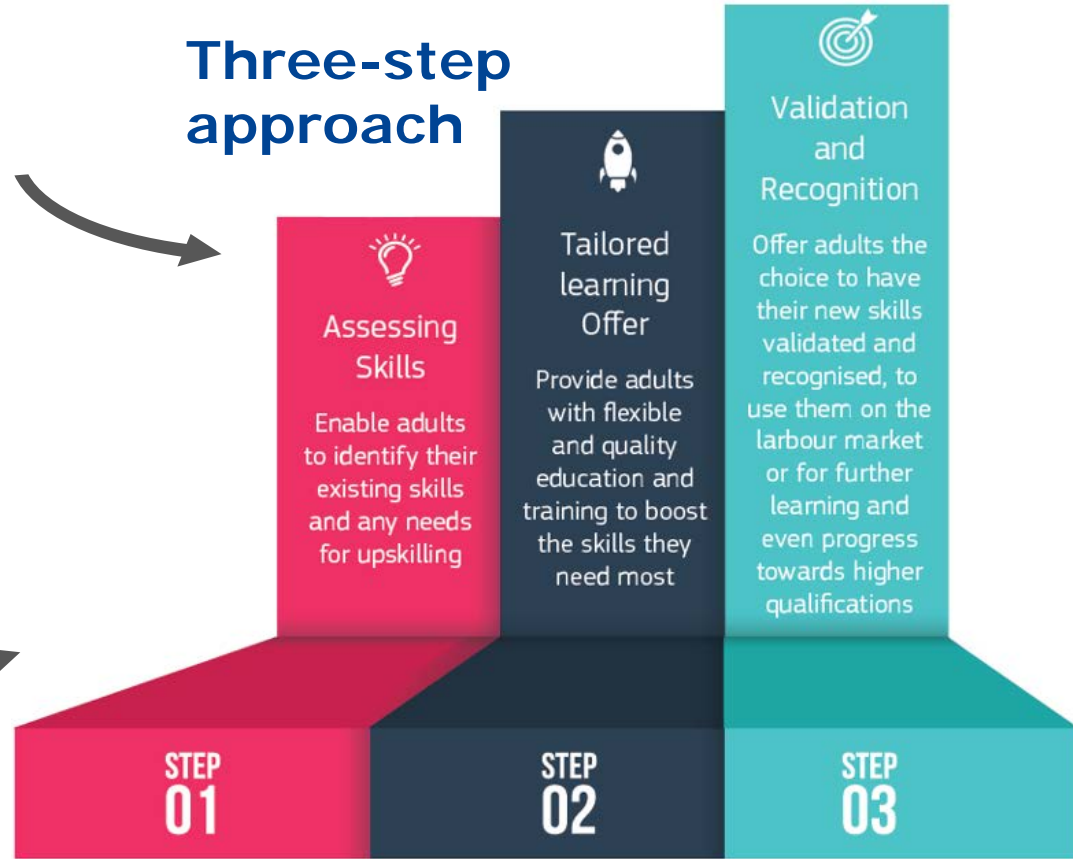 Three-step
approach
Assessing
Skills
Enable adults
to identify their
existing skills
and any needs
for upskilling
Tailored
learning
Offer
Provide adults
with flexible
and quality
education and
training to boost
the skills they
need most
Validation
and
Recognition
Offer adults the
choice to have
their new skills
validated and
recognised, to
use them on the
larbour market
or for further
learning and
even progress
towards higher
qualifications
STEP
01
STEP
02
STEP
03